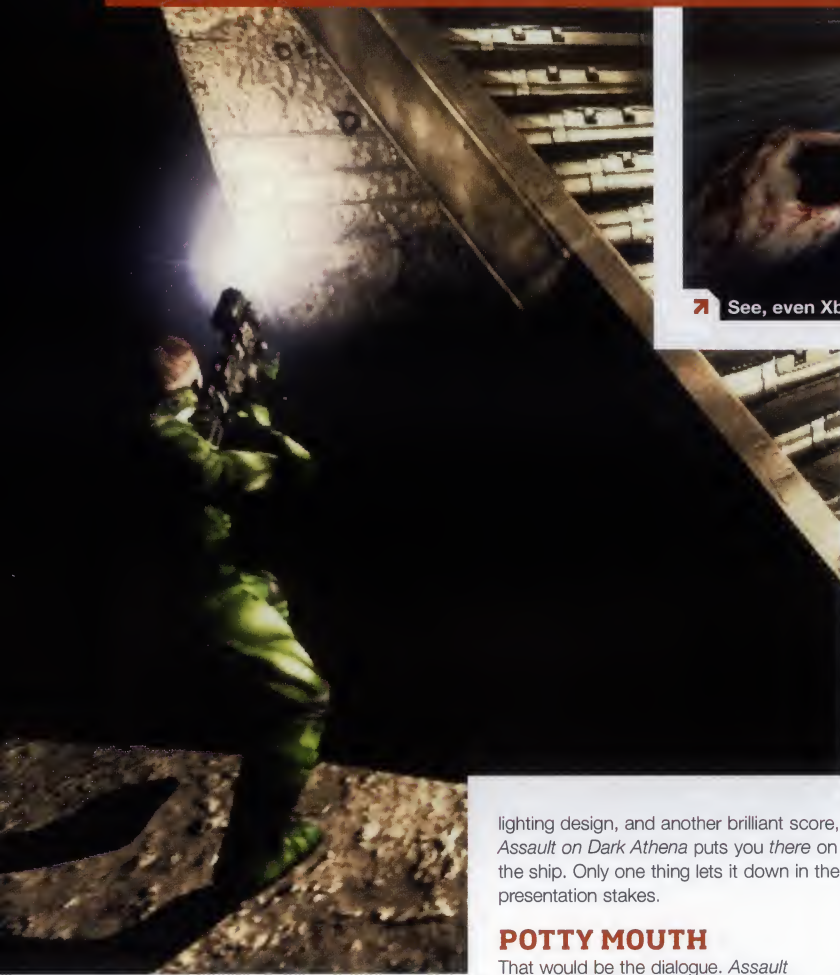 See, even Xb
lighting design, and another brilliant score,
Assault on Dark Athena puts you there on
the ship. Only one thing lets it down in the
presentation stakes.
POTTY MOUTH
That would be the dialogue. Assault